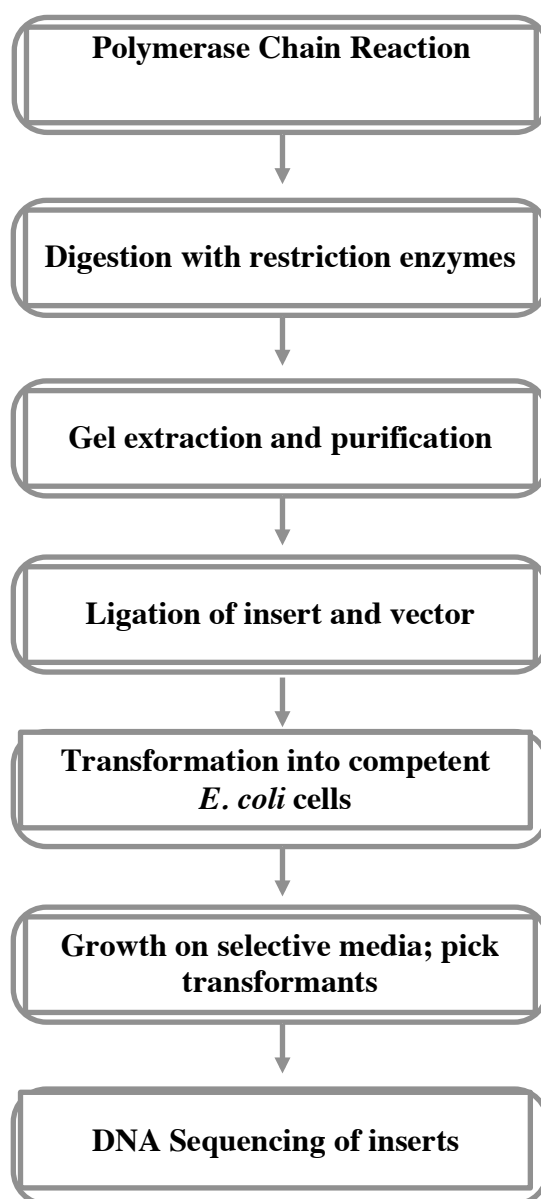 Polymerase Chain Reaction
Digestion with restriction enzymes
Gel extraction and purification
Ligation of insert and vector
Transformation into competent
E. coli cells
Growth on selective media; pick
transformants
DNA Sequencing of inserts